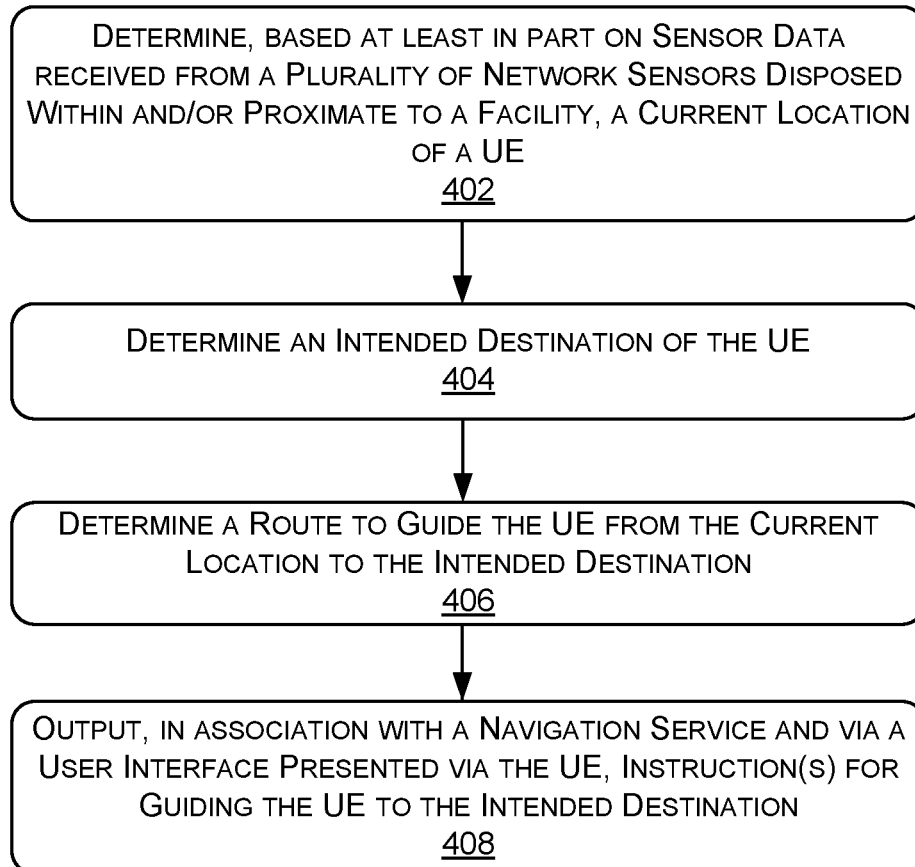 DETERMINE, BASED AT LEAST IN PART ON SENSOR DATA
RECEIVED FROM A PLURALITY OF NETWORK SENSORS DISPOSED
WITHIN AND/OR PROXIMATE TO A FACILITY, A CURRENT LOCATION
OF A UE
402
DETERMINE AN INTENDED DESTINATION OF THE UE
404
DETERMINE A ROUTE TO GUIDE THE UE FROM THE CURRENT
LOCATION TO THE INTENDED DESTINATION
406
OUTPUT, IN ASSOCIATION WITH A NAVIGATION SERVICE AND VIA A
USER INTERFACE PRESENTED VIA THE UE, INSTRUCTION(S) FOR
GUIDING THE UE TO THE INTENDED DESTINATION
408